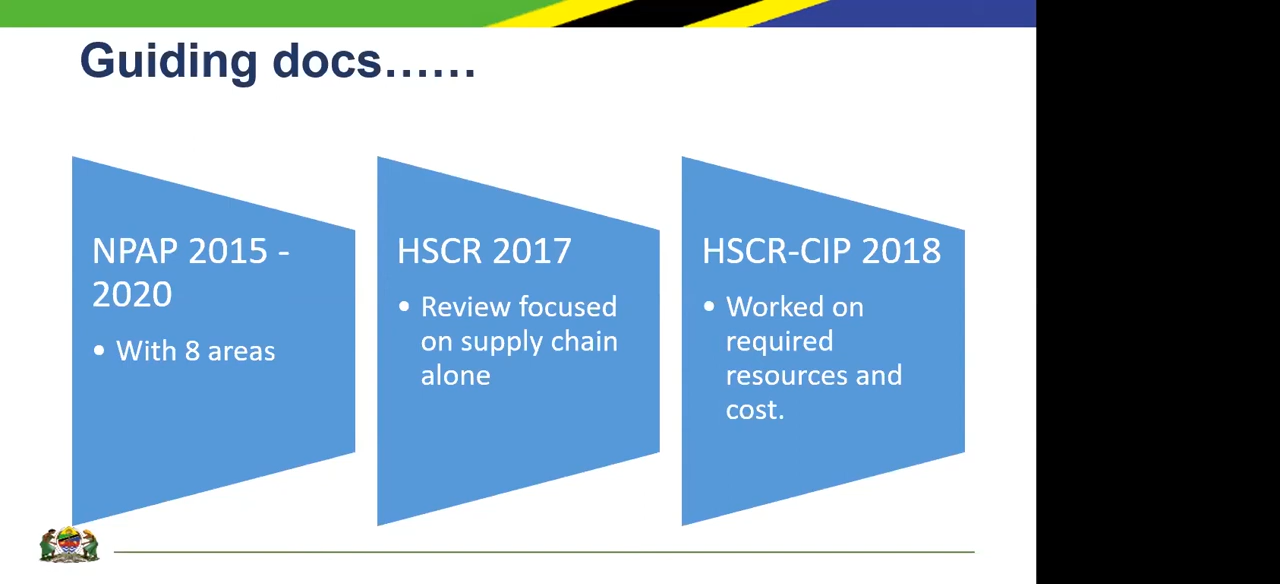 Guiding docs……
NPAP 2015 -
2020
• With 8 areas
HSCR 2017
• Review focused
on supply chain
alone
HSCR-CIP 2018
• Worked on
required
resources and
cost.